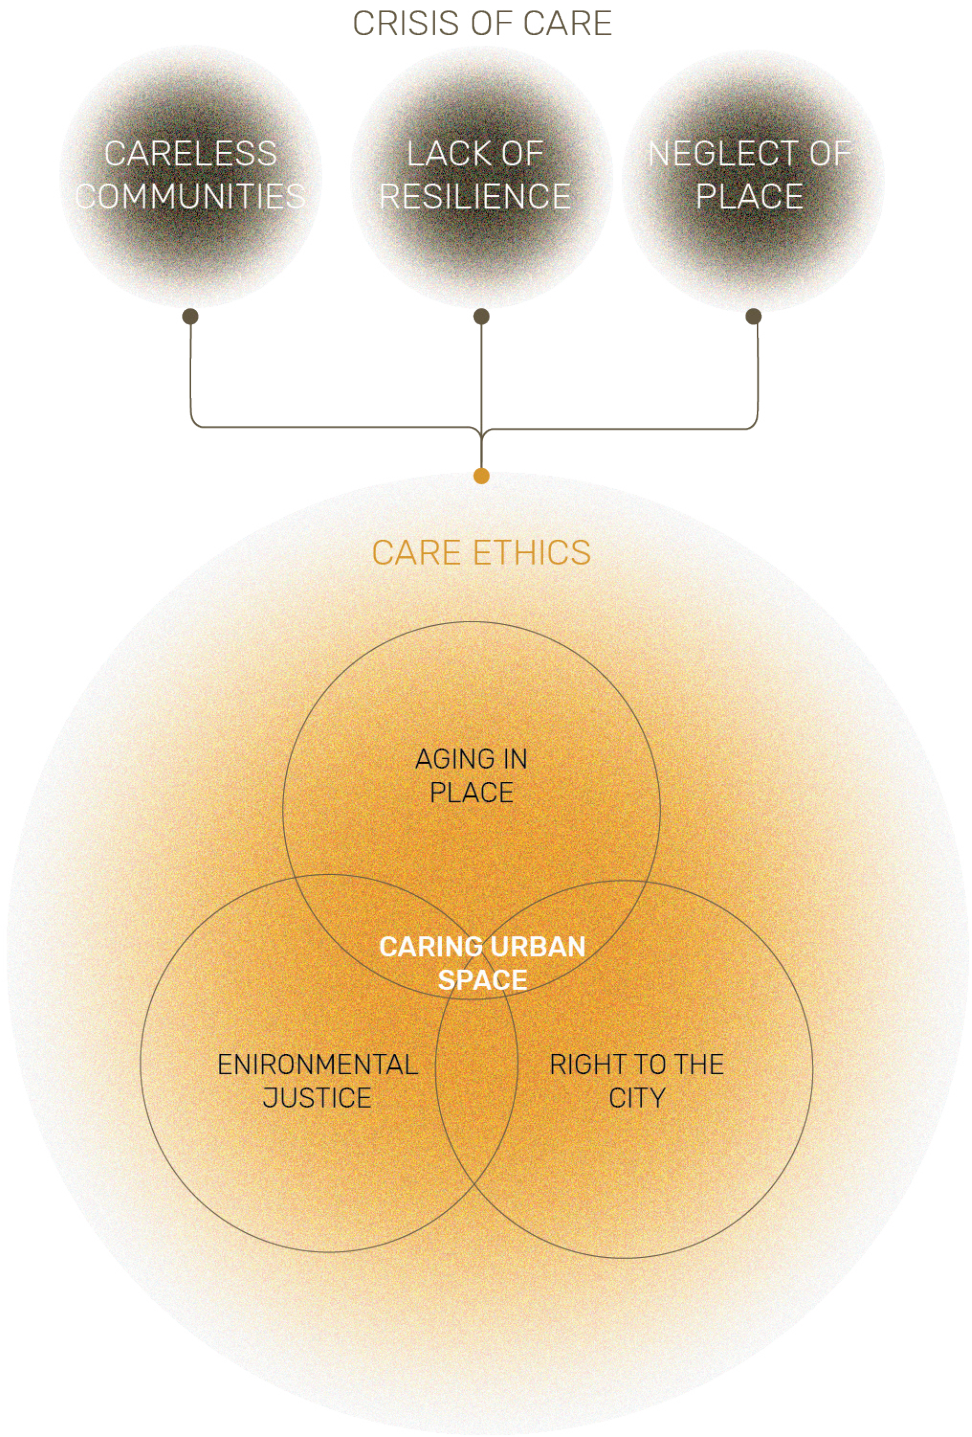 CRISIS OF CARE
CARELESS
COMMUNITIES
LACK OF
RESILIENCE
NEGLECT OF
PLACE
CARE ETHICS
AGING IN
PLACE
CARING URBAN
SPACE
ENIRONMENTAL
JUSTICE
RIGHT TO THE
CITY